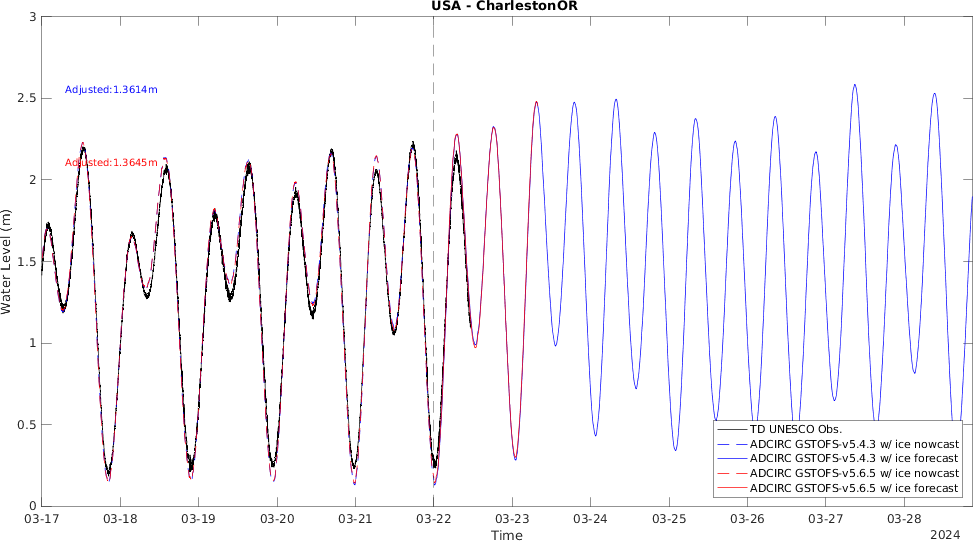 USA - CharlestonOR
3
2.5
2
1.5
1
0.5
0
Water Level (m)
Adjusted:1.3614m
Adjusted:1.3645m
TD UNESCO Obs.
ADCIRC GSTOFS-v5.4.3 w/ ice nowcast
ADCIRC GSTOFS-v5.4.3 w/ ice forecast
ADCIRC GSTOFS-v5.6.5 w/ ice nowcast
ADCIRC GSTOFS-v5.6.5 w/ ice forecast
03-17 03-18 03-19 03-20 03-21 03-22 03-23 03-24 03-25 03-26 03-27 03-28
Time
2024